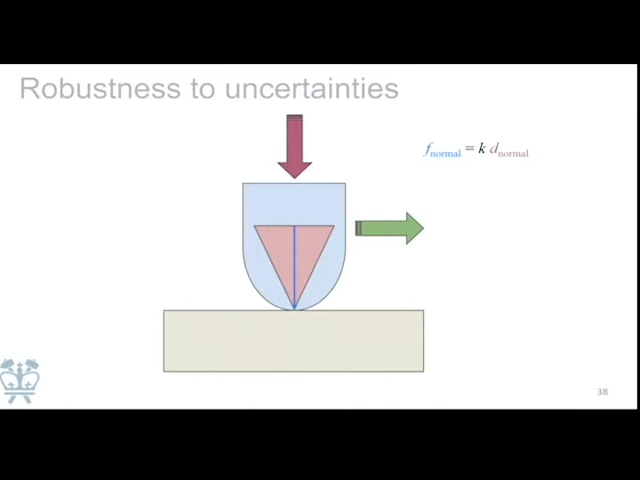 Robustness to uncertainties
fnormal = k dnormal
38